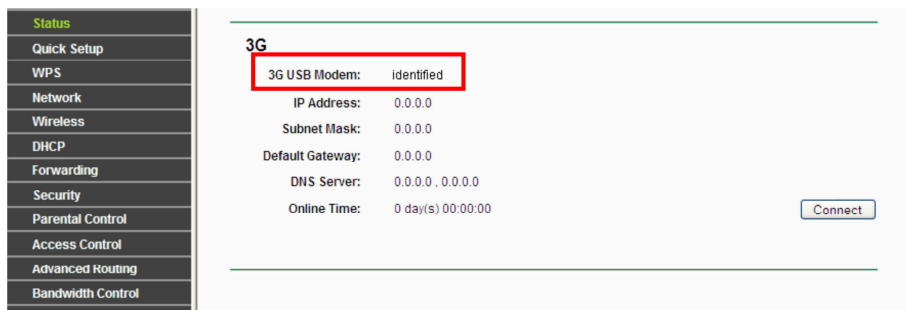 Status
Quick Setup
WPS
Network
Wireless
DHCP
Forwarding
Security
Parental Control
Access Control
Advanced Routing
Bandwidth Control
3G
3G USB Modem: identified
IP Address: 0.0.0.0
Subnet Mask: 0.0.0.0
Default Gateway: 0.0.0.0
DNS Server: 0.0.0.0 , 0.0.0.0
Online Time: 0 day(s) 00:00:00
Connect